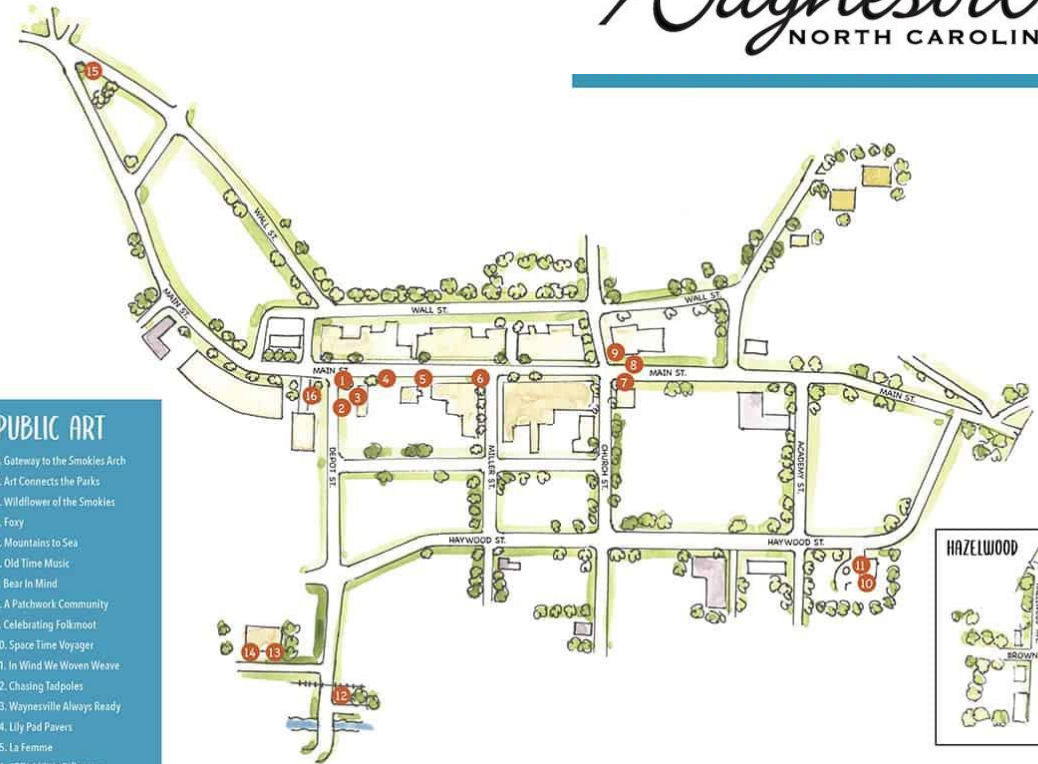 NORTH CAROLIN
15
WALL ST.
MAIN ST.
WALL ST.
WALL ST.
9
8
MAIN ST.
1
4
5
6
7
MAIN ST.
MAIN ST.
16
3
2
DEPOT ST.
MILLER ST.
CHURCH ST.
ACADEMY ST.
HAYWOOD ST.
HAYWOOD ST.
11
10
14
13
12
PUBLIC ART
. Gateway to the Smokies Arch
. Art Connects the Parks
. Wildflower of the Smokies
. Foxy
. Mountains to Sea
. Old Time Music
. Bear In Mind
. A Patchwork Community
. Celebrating Folkmoot
0. Space Time Voyager
1. In Wind We Woven Weave
2. Chasing Tadpoles
3. Waynesville Always Ready
4. Lily Pad Pavers
5. La Femme
HAZELWOOD
BROWN